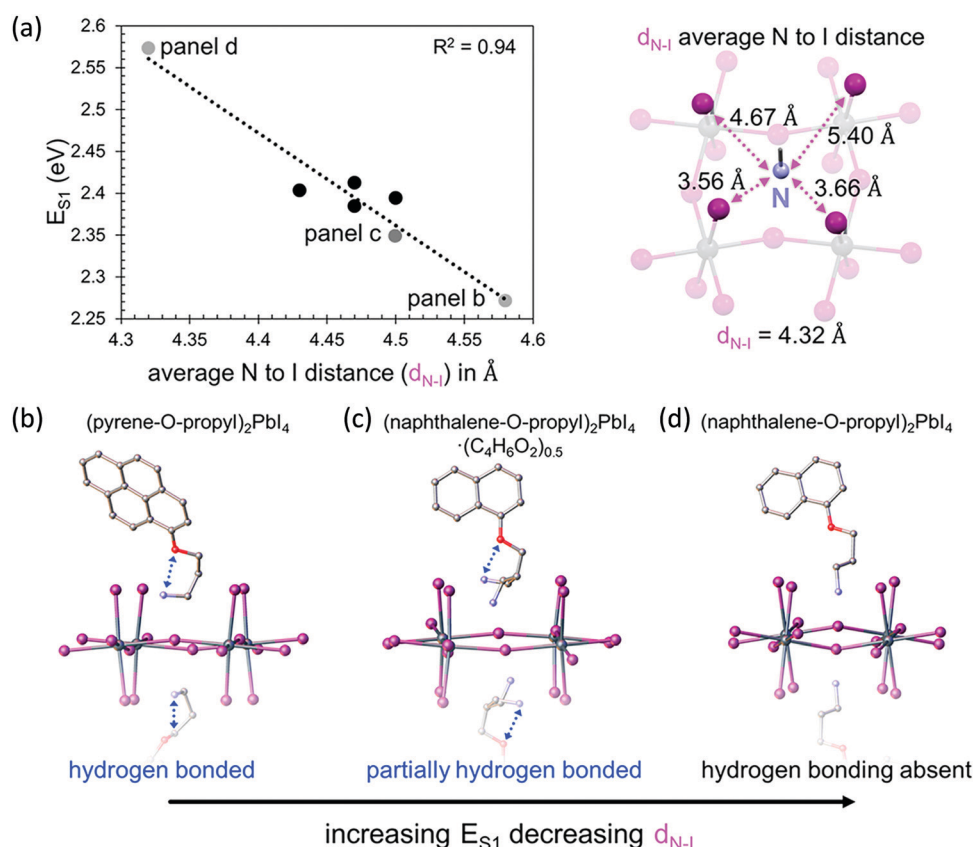 (a)
2.6
2.55
2.5
2.45
2.4
2.35
2.3
2.25
E_S1 (eV)
panel d
R² = 0.94
panel c
panel b
4.3 4.35 4.4 4.45 4.5 4.55 4.6
average N to I distance (d_N-I) in Å
d_N-I average N to I distance
4.67 Å
5.40 Å
3.56 Å
3.66 Å
N
d_N-I = 4.32 Å
(b) (pyrene-O-propyl)₂PbI₄
hydrogen bonded
(c) (naphthalene-O-propyl)₂PbI₄
·(C₄H₆O₂)₀.₅
partially hydrogen bonded
(d) (naphthalene-O-propyl)₂PbI₄
hydrogen bonding absent
increasing E_S1 decreasing d_N-I